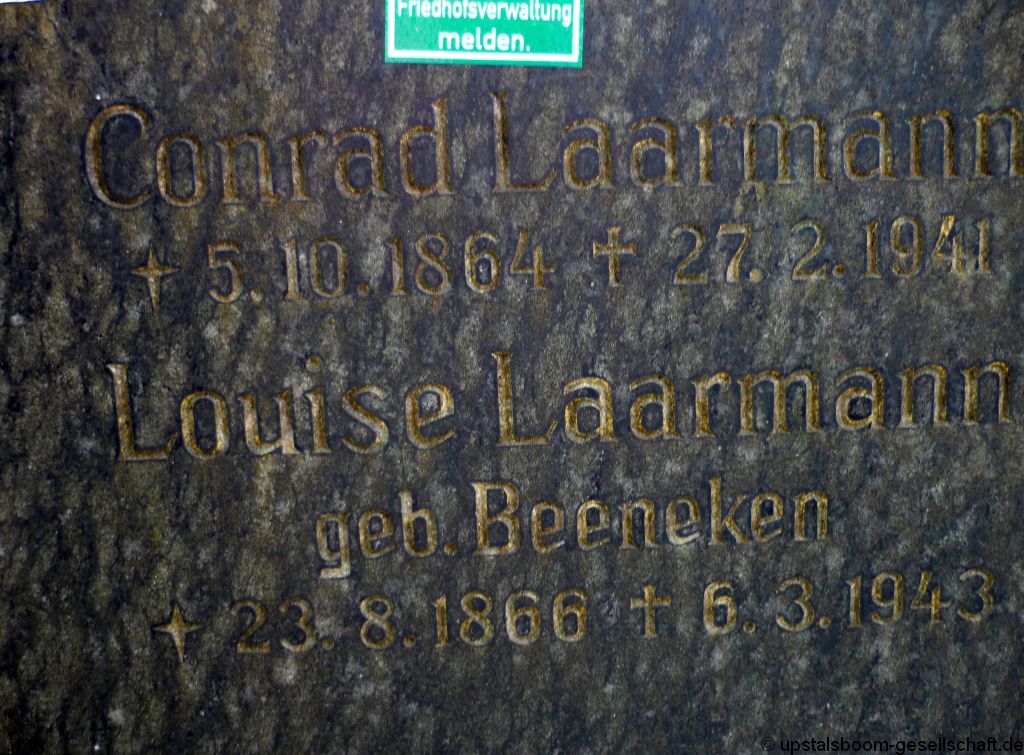 Friedhofsverwaltung
melden.
Conrad Laarmann
5.10.1864 † 27.2.1941
Louise Laarmann
geb. Beeneken
23.8.1866 † 6.3.1943
© upstalsboom-gesellschaft.de